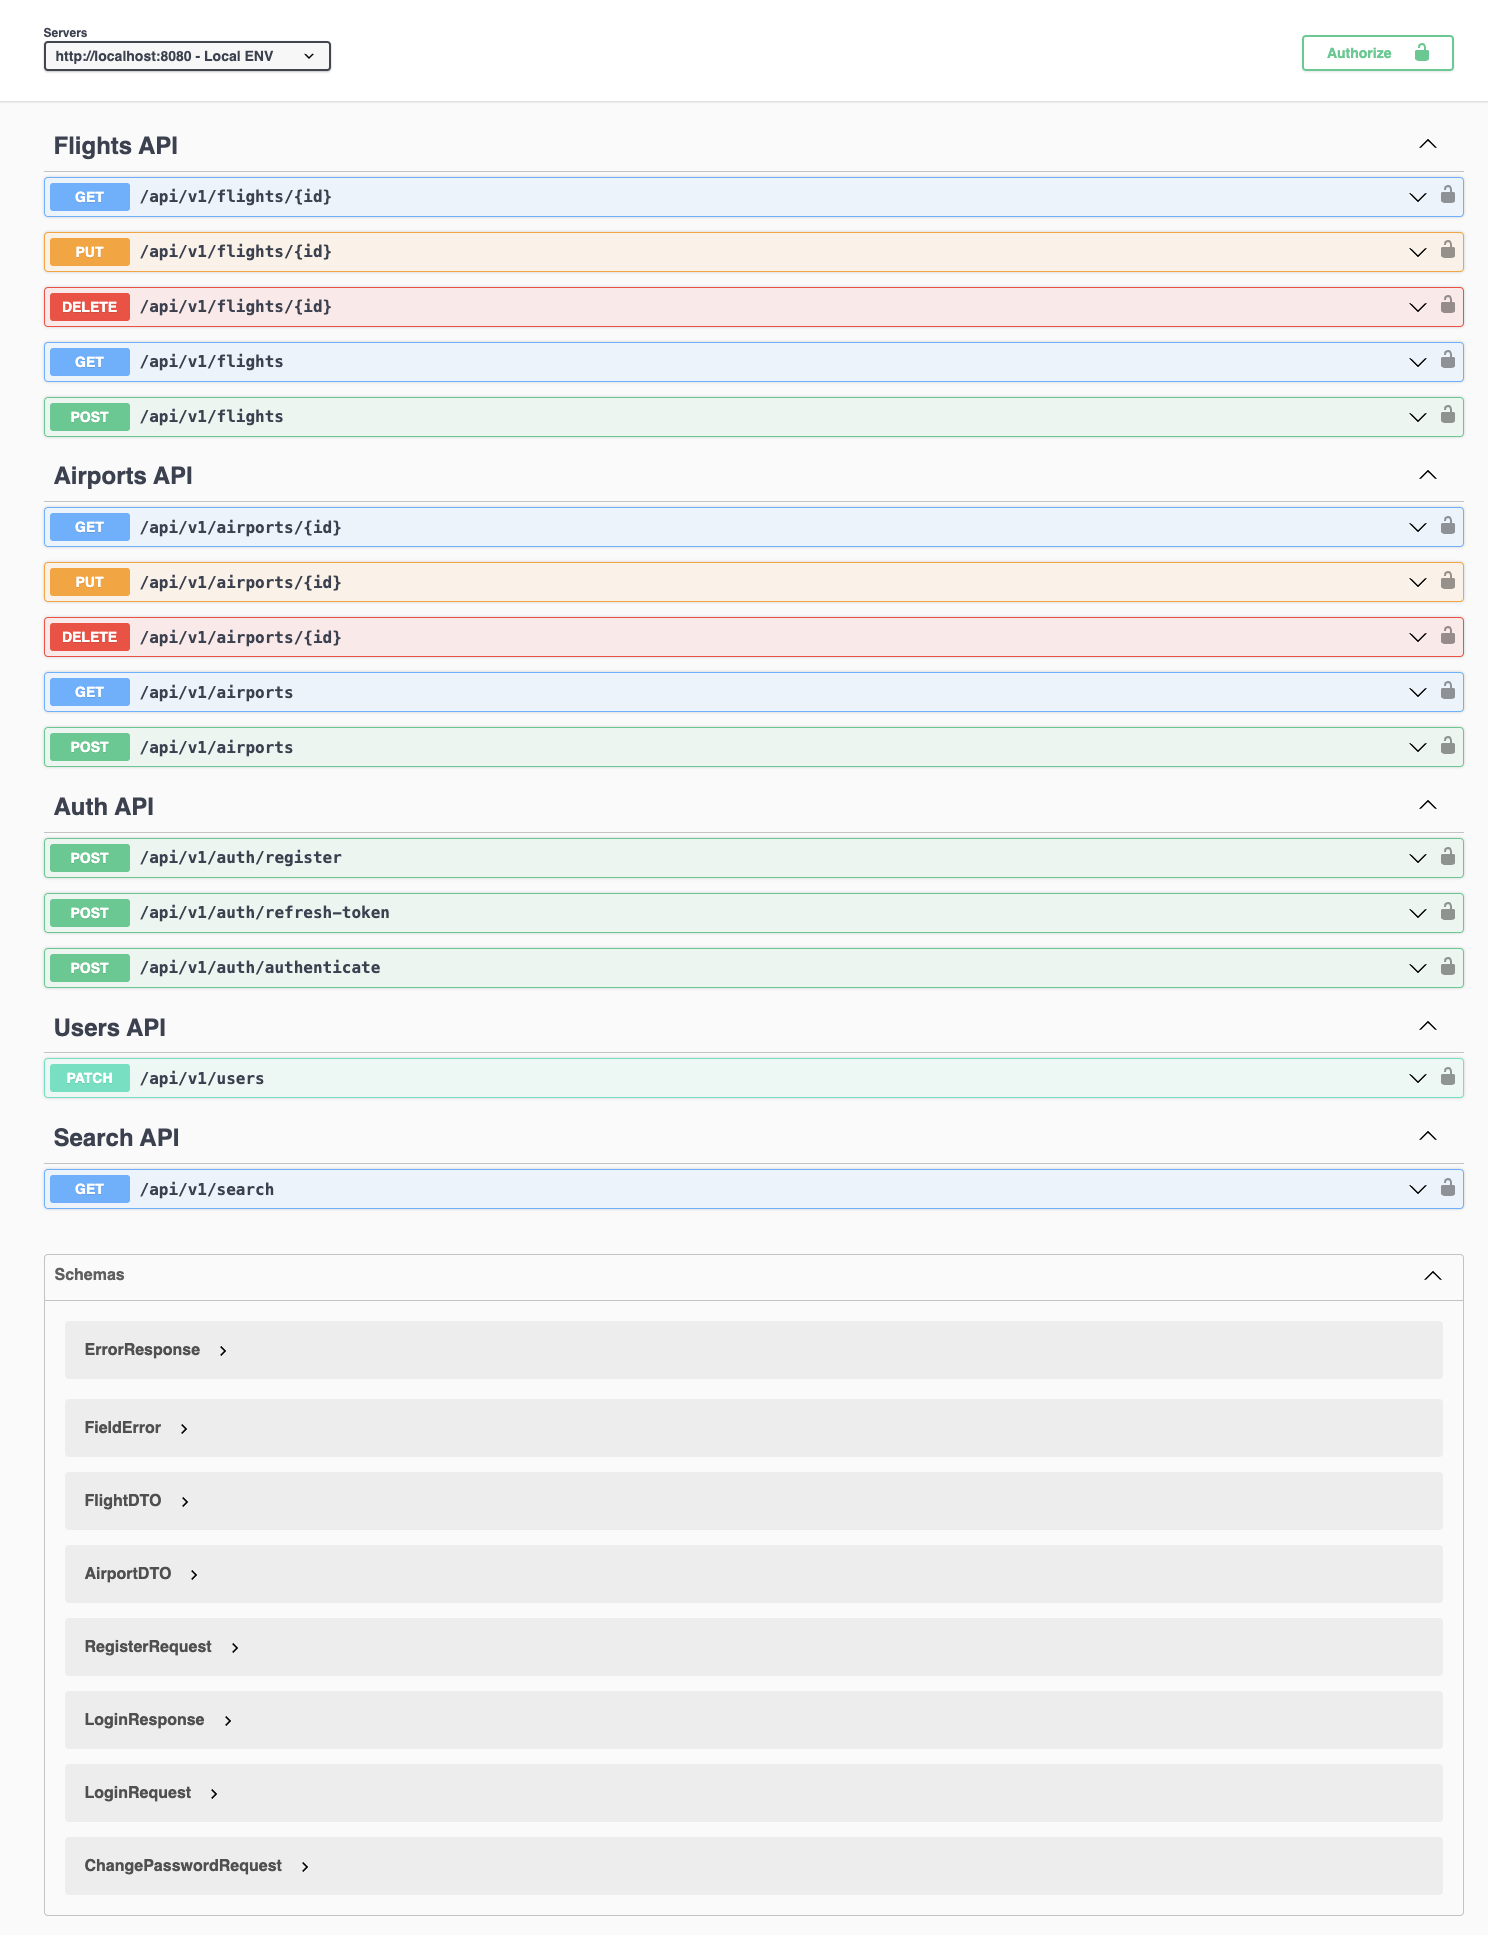 Servers
http://localhost:8080 - Local ENV
Authorize
Flights API
GET /api/v1/flights/{id}
PUT /api/v1/flights/{id}
DELETE /api/v1/flights/{id}
GET /api/v1/flights
POST /api/v1/flights
Airports API
GET /api/v1/airports/{id}
PUT /api/v1/airports/{id}
DELETE /api/v1/airports/{id}
GET /api/v1/airports
POST /api/v1/airports
Auth API
POST /api/v1/auth/register
POST /api/v1/auth/refresh-token
POST /api/v1/auth/authenticate
Users API
PATCH /api/v1/users
Search API
GET /api/v1/search
Schemas
ErrorResponse
FieldError
FlightDTO
AirportDTO
RegisterRequest
LoginResponse
LoginRequest
ChangePasswordRequest